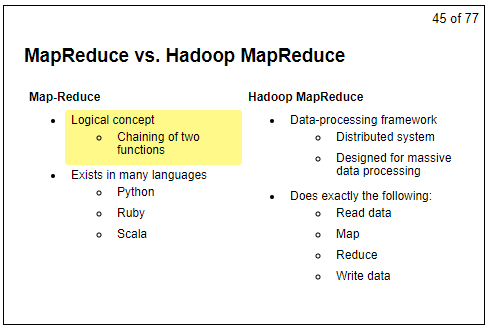 45 of 77
MapReduce vs. Hadoop MapReduce
Map-Reduce
Logical concept
Chaining of two
functions
Exists in many languages
Python
Ruby
Scala
Hadoop MapReduce
Data-processing framework
Distributed system
Designed for massive
data processing
Does exactly the following:
Read data
Map
Reduce
Write data